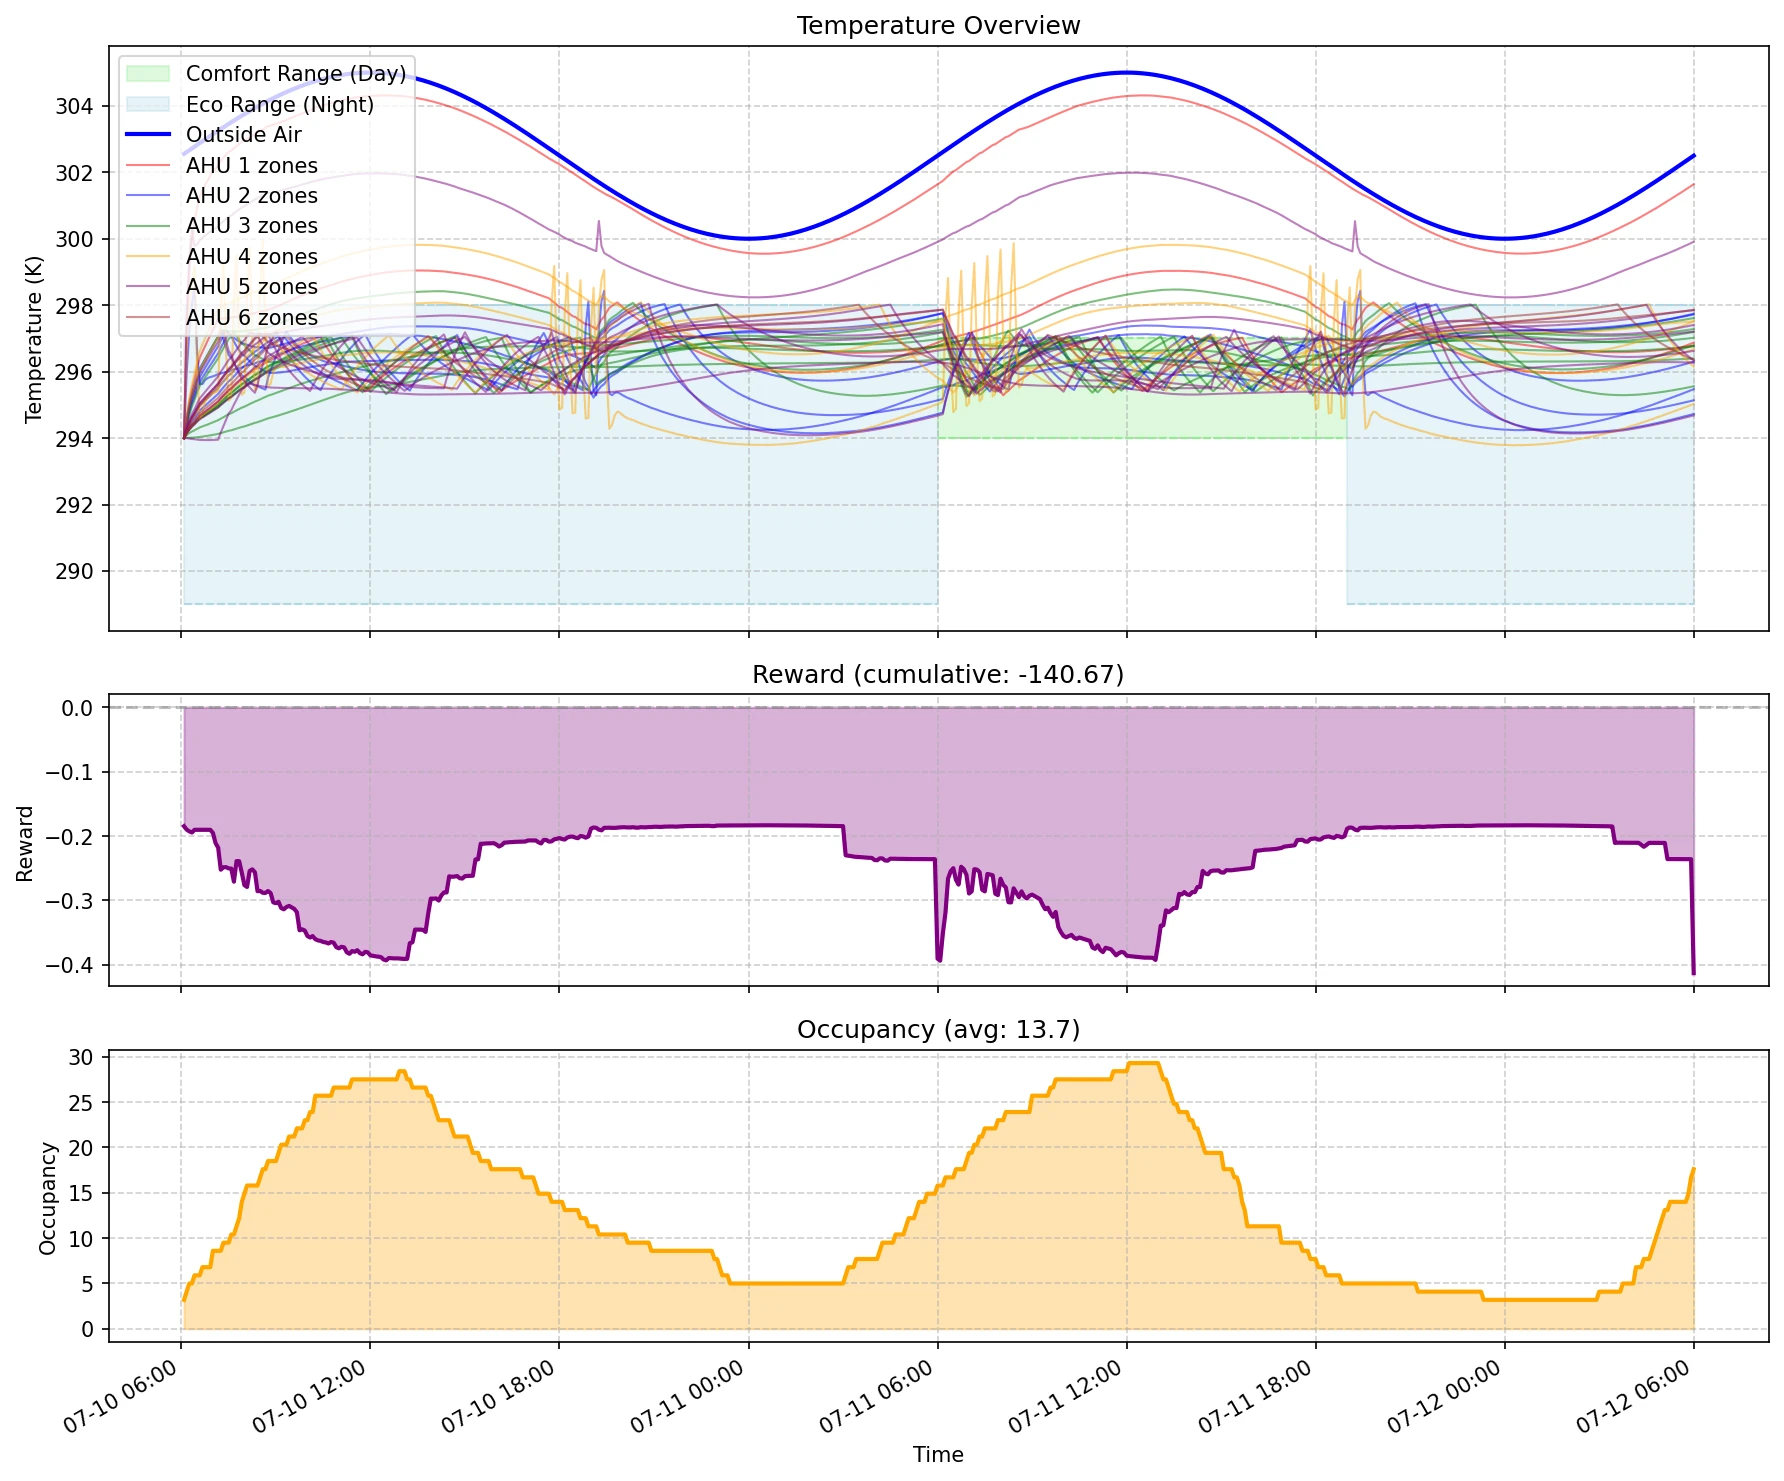 Temperature Overview
Comfort Range (Day)
Eco Range (Night)
Outside Air
AHU 1 zones
AHU 2 zones
AHU 3 zones
AHU 4 zones
AHU 5 zones
AHU 6 zones
Temperature (K)
304
302
300
298
296
294
292
290
Reward (cumulative: -140.67)
Reward
0.0
−0.1
−0.2
−0.3
−0.4
Occupancy (avg: 13.7)
Occupancy
30
25
20
15
10
5
0
07-10 06:00
07-10 12:00
07-10 18:00
07-11 00:00
07-11 06:00
07-11 12:00
07-11 18:00
07-12 00:00
07-12 06:00
Time